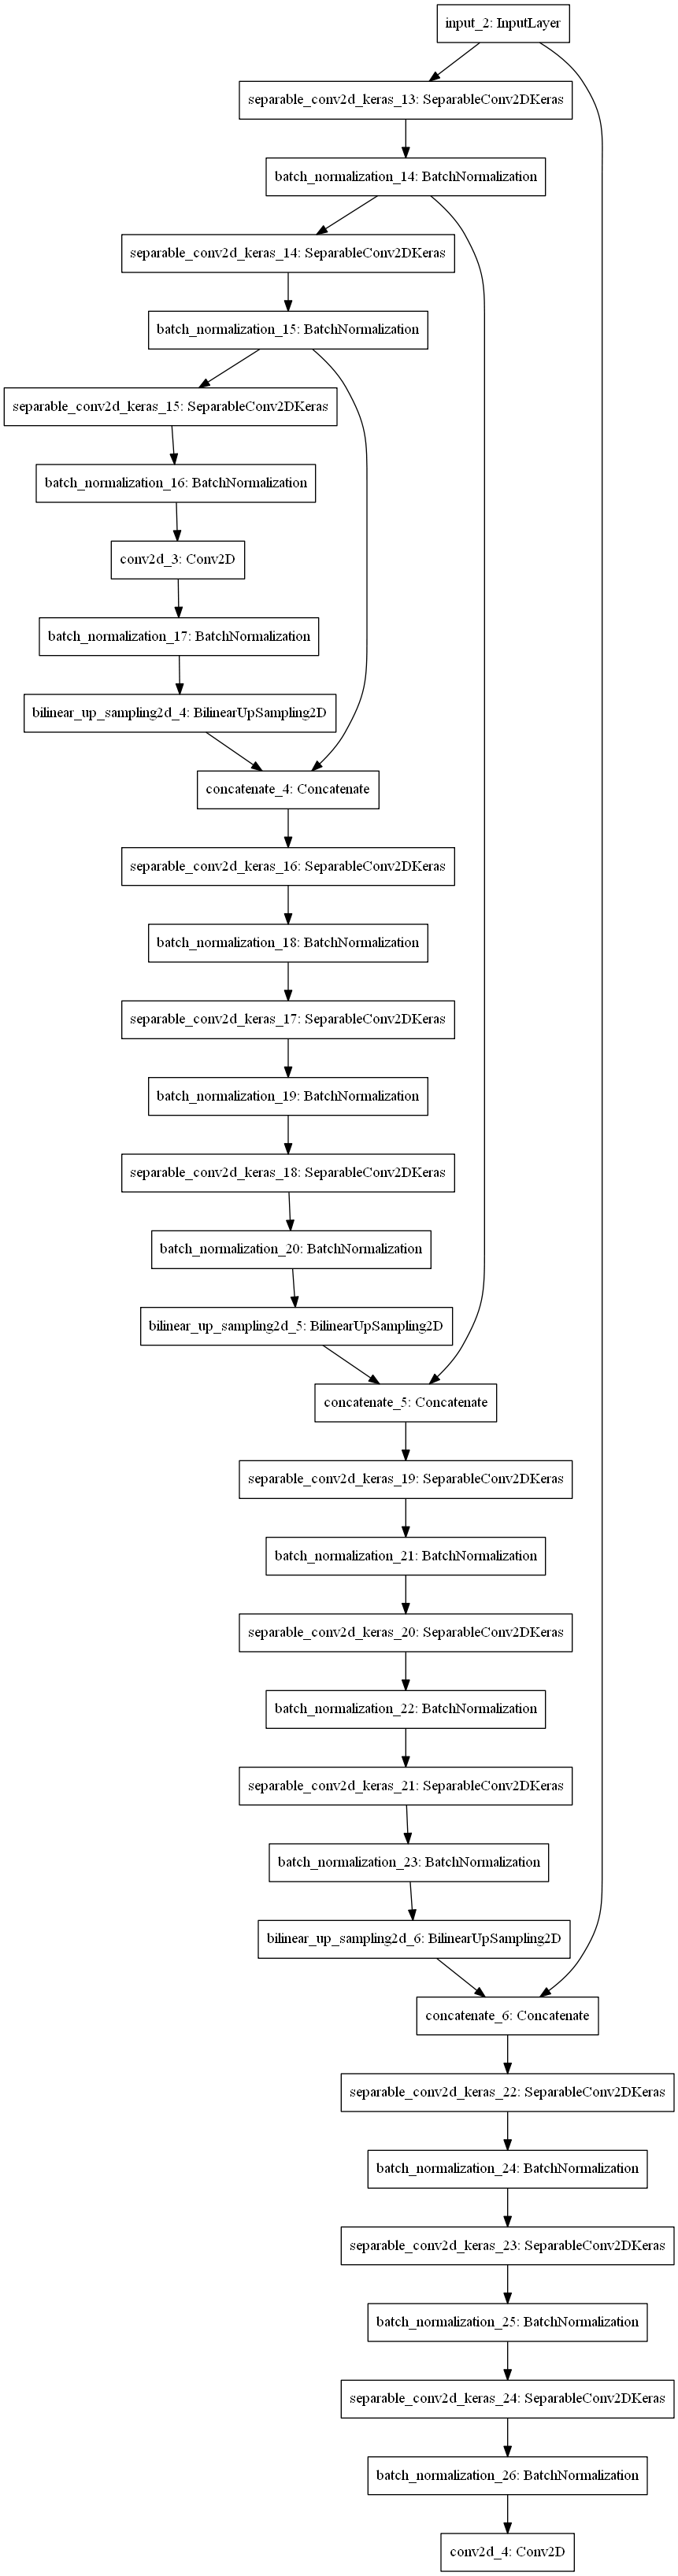 input_2: InputLayer
separable_conv2d_keras_13: SeparableConv2DKeras
batch_normalization_14: BatchNormalization
separable_conv2d_keras_14: SeparableConv2DKeras
batch_normalization_15: BatchNormalization
separable_conv2d_keras_15: SeparableConv2DKeras
batch_normalization_16: BatchNormalization
conv2d_3: Conv2D
batch_normalization_17: BatchNormalization
bilinear_up_sampling2d_4: BilinearUpSampling2D
concatenate_4: Concatenate
separable_conv2d_keras_16: SeparableConv2DKeras
batch_normalization_18: BatchNormalization
separable_conv2d_keras_17: SeparableConv2DKeras
batch_normalization_19: BatchNormalization
separable_conv2d_keras_18: SeparableConv2DKeras
batch_normalization_20: BatchNormalization
bilinear_up_sampling2d_5: BilinearUpSampling2D
concatenate_5: Concatenate
separable_conv2d_keras_19: SeparableConv2DKeras
batch_normalization_21: BatchNormalization
separable_conv2d_keras_20: SeparableConv2DKeras
batch_normalization_22: BatchNormalization
separable_conv2d_keras_21: SeparableConv2DKeras
batch_normalization_23: BatchNormalization
bilinear_up_sampling2d_6: BilinearUpSampling2D
concatenate_6: Concatenate
separable_conv2d_keras_22: SeparableConv2DKeras
batch_normalization_24: BatchNormalization
separable_conv2d_keras_23: SeparableConv2DKeras
batch_normalization_25: BatchNormalization
separable_conv2d_keras_24: SeparableConv2DKeras
batch_normalization_26: BatchNormalization
conv2d_4: Conv2D